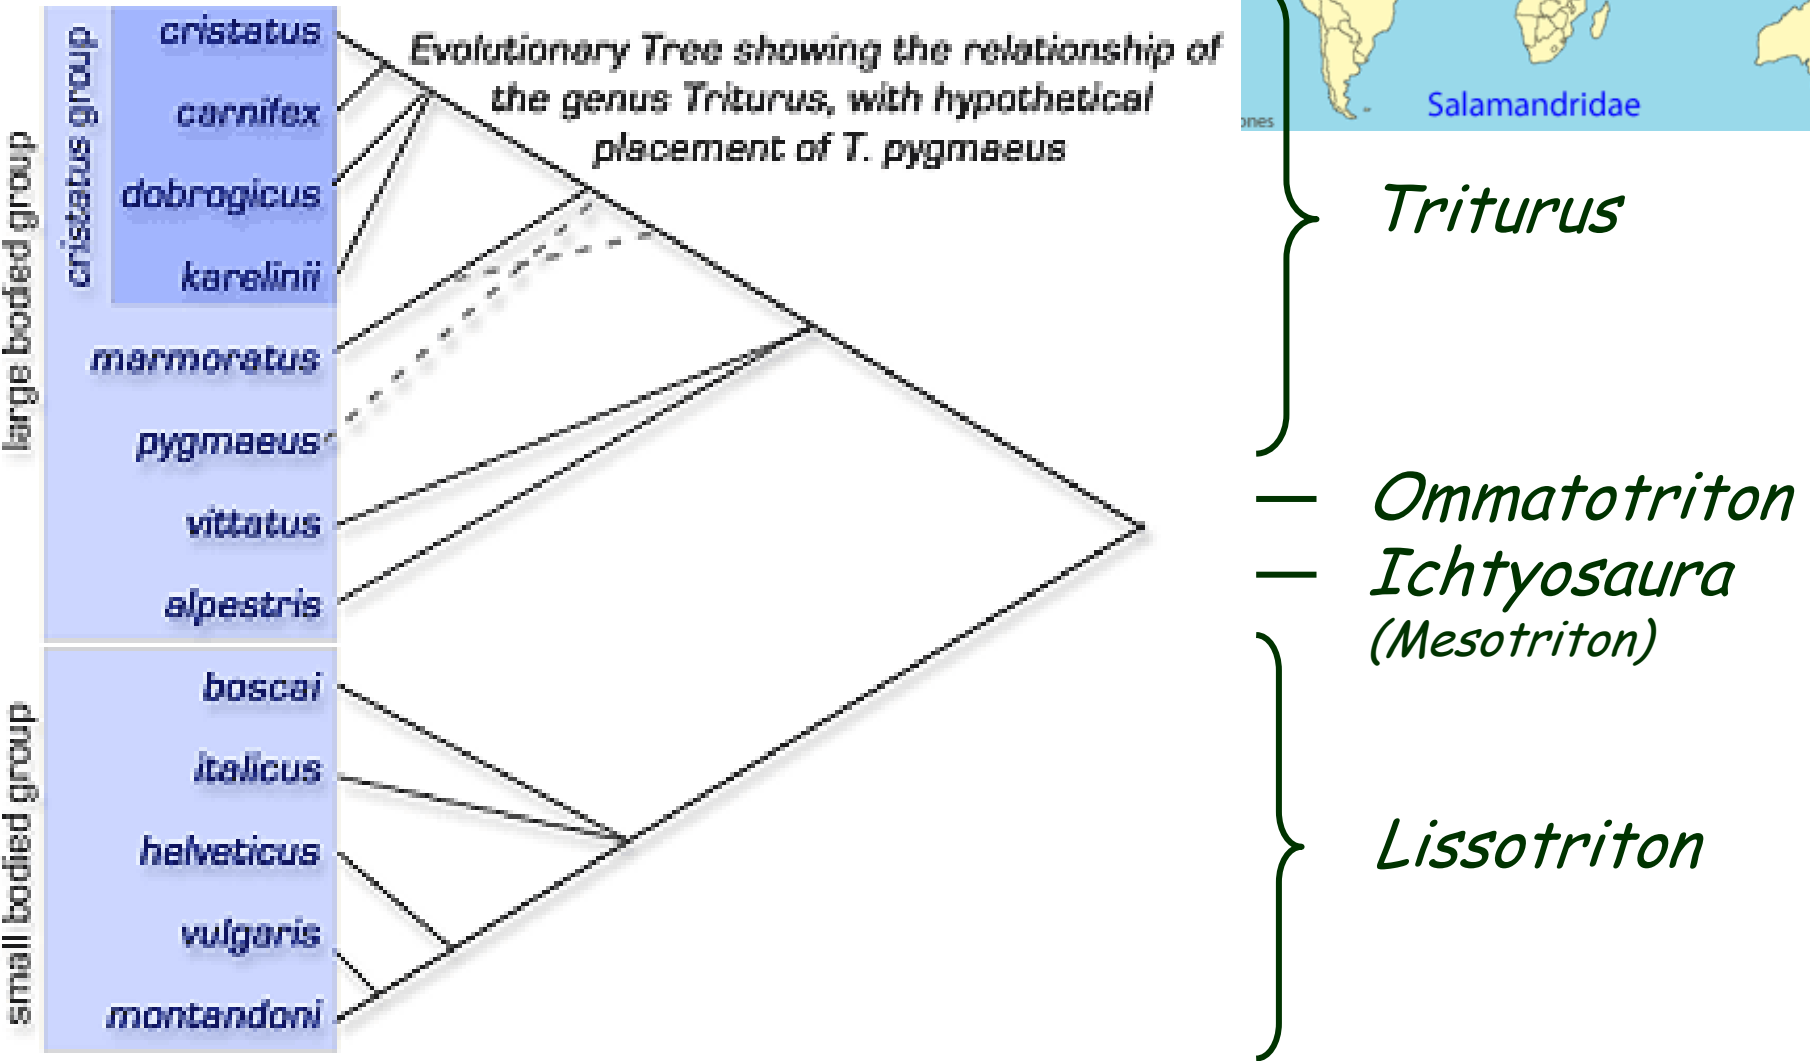 large bodied group
cristatus group
cristatus
carnifex
dobrogicus
karelinii
marmoratus
pygmaeus
vittatus
alpestris
small bodied group
boscai
italicus
helveticus
vulgaris
montandoni
Evolutionary Tree showing the relationship of
the genus Triturus, with hypothetical
placement of T. pygmaeus
Salamandridae
Triturus
Ommatotriton
Ichtyosaura
(Mesotriton)
Lissotriton